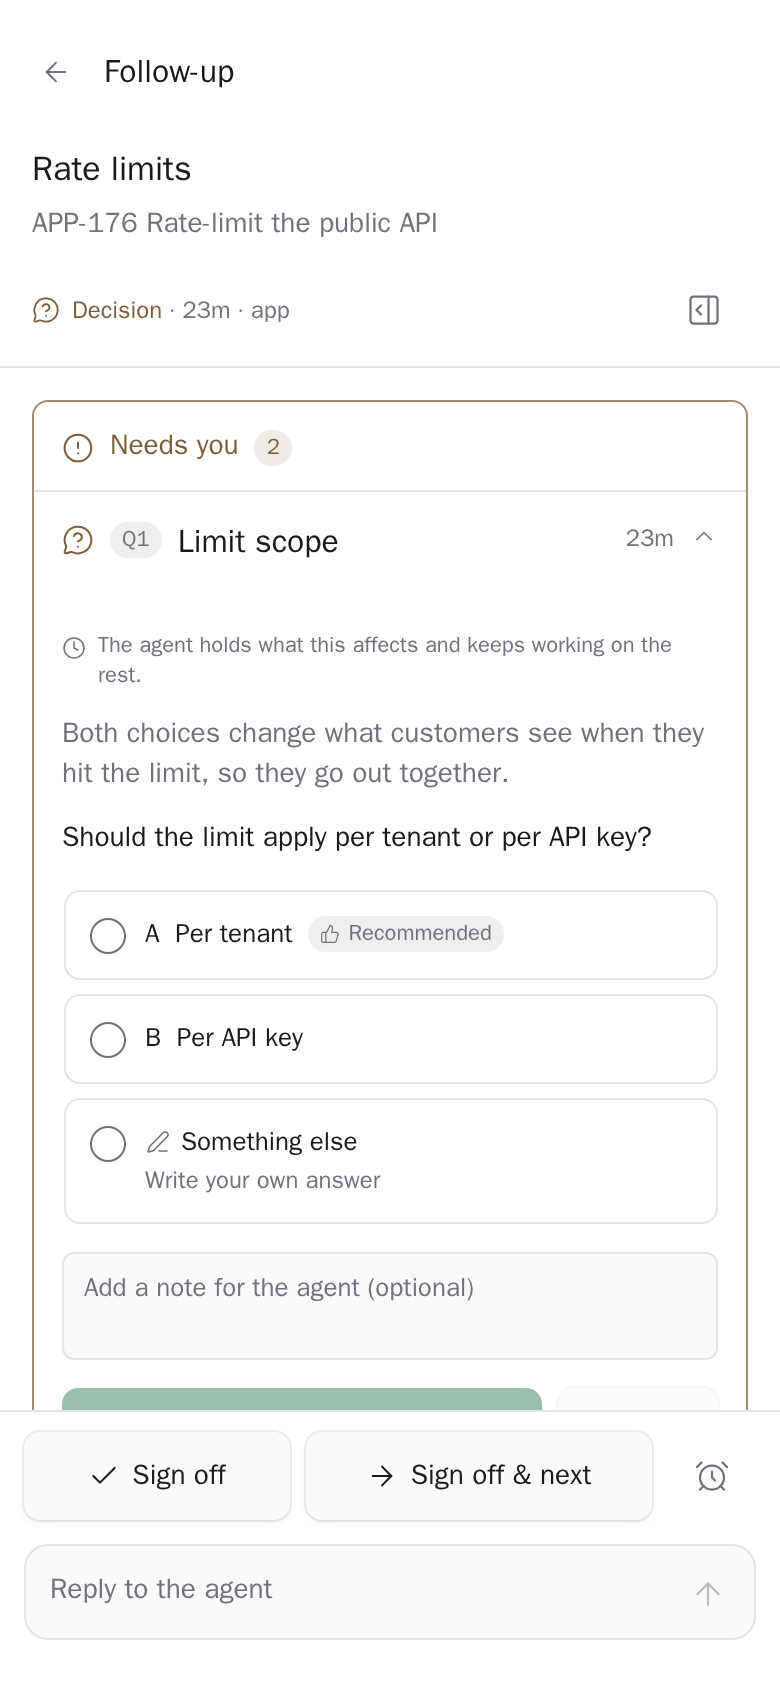 Follow-up
Rate limits
APP-176 Rate-limit the public API
Decision · 23m · app
Needs you 2
Q1 Limit scope 23m
The agent holds what this affects and keeps working on the
rest.
Both choices change what customers see when they
hit the limit, so they go out together.
Should the limit apply per tenant or per API key?
A Per tenant Recommended
B Per API key
Something else
Write your own answer
Add a note for the agent (optional)
Sign off Sign off & next
Reply to the agent